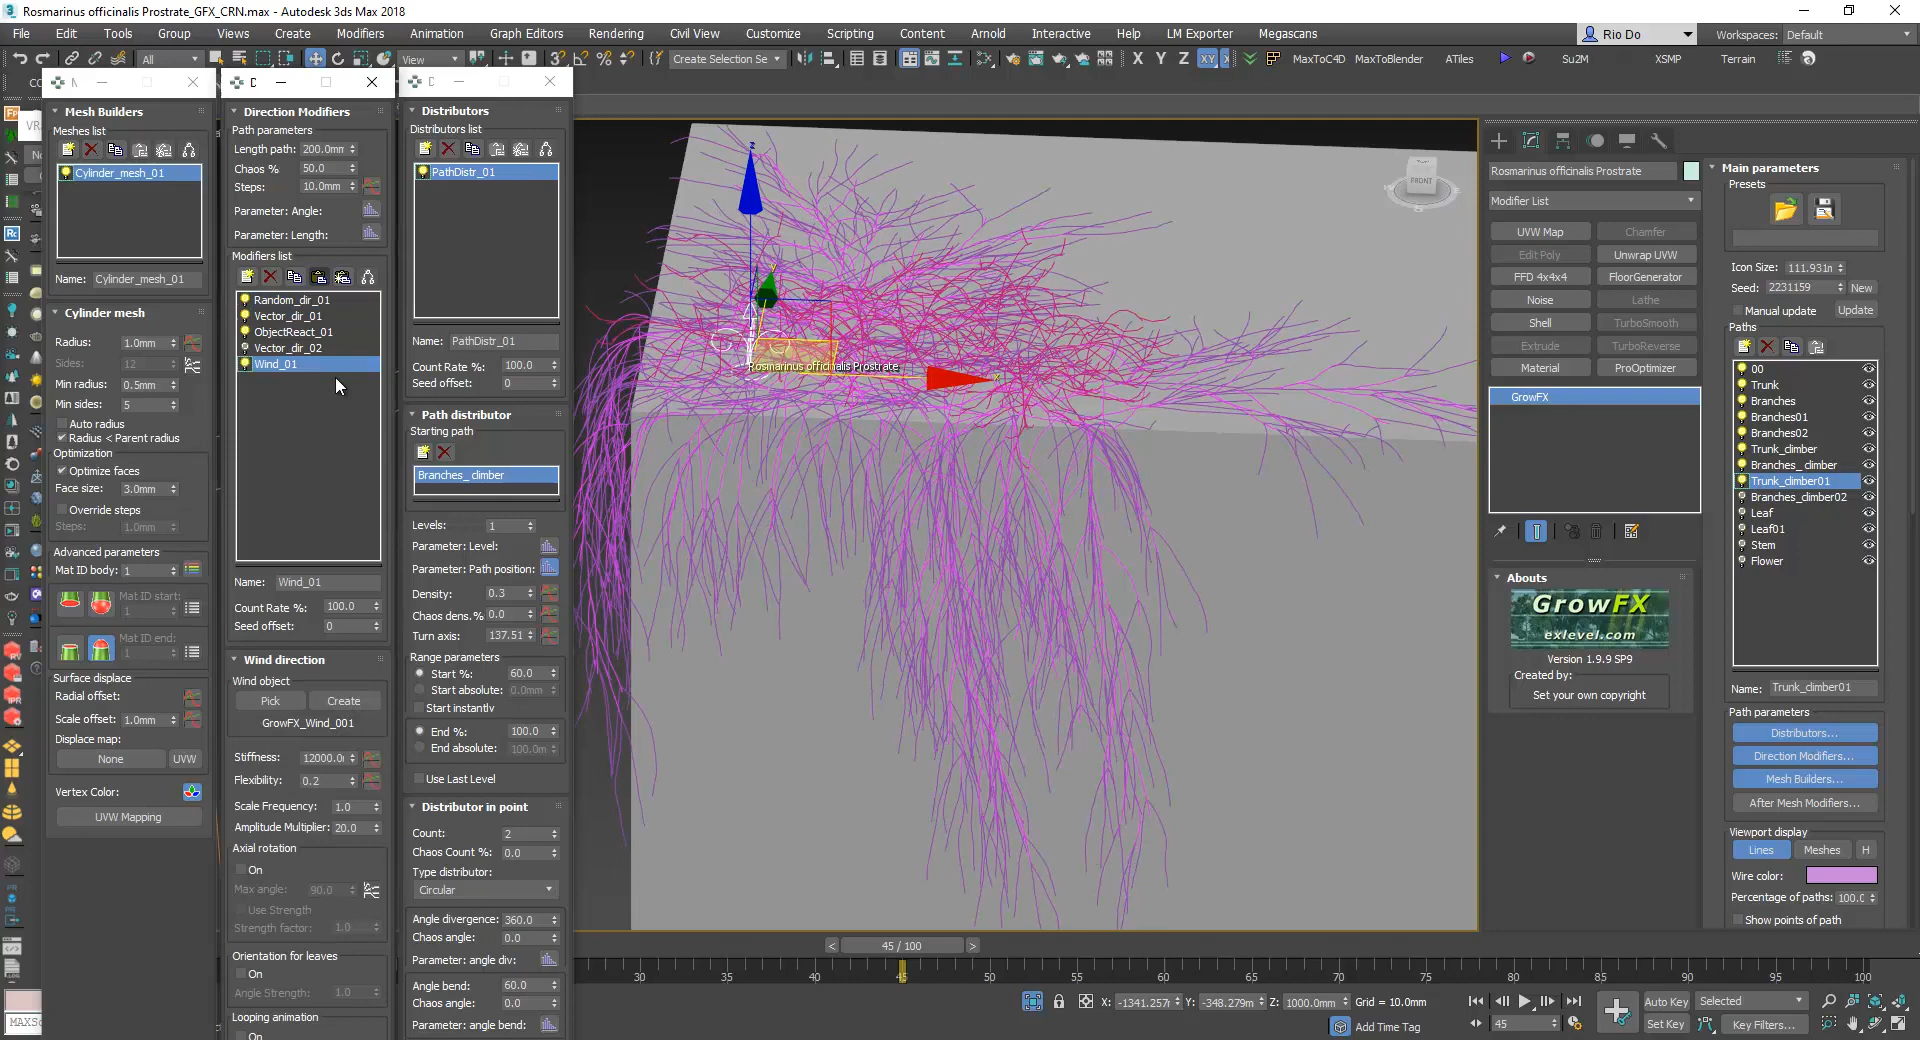 Rosmarinus officinalis Prostrate_GFX_CRN.max - Autodesk 3ds Max 2018
File Edit Tools Group Views Create Modifiers Animation Graph Editors Rendering Civil View Customize Scripting Content Arnold Interactive Help LM Exporter Megascans
Rio Do
Workspaces: Default
All
View
Create Selection Se
X Y Z XY
MaxToC4D MaxToBlender ATiles Su2M XSMP Terrain
Mesh Builders
Meshes list
Cylinder_mesh_01
Name: Cylinder_mesh_01
Cylinder mesh
Radius: 1.0mm
Sides: 12
Min radius: 0.5mm
Min sides: 5
Auto radius
Radius < Parent radius
Optimization
Optimize faces
Face size: 3.0mm
Override steps
Steps: 1.0mm
Advanced parameters
Mat ID body: 1
Mat ID start:
1
Mat ID end:
1
Surface displace
Radial offset:
Scale offset: 1.0mm
Displace map:
None UVW
Vertex Color:
UVW Mapping
Direction Modifiers
Path parameters
Length path: 200.0mm
Chaos % 50.0
Steps: 10.0mm
Parameter: Angle:
Parameter: Length:
Modifiers list
Random_dir_01
Vector_dir_01
ObjectReact_01
Vector_dir_02
Wind_01
Name: Wind_01
Count Rate %: 100.0
Seed offset: 0
Wind direction
Wind object
Pick Create
GrowFX_Wind_001
Stiffness: 12000.0
Flexibility: 0.2
Scale Frequency: 1.0
Amplitude Multiplier: 20.0
Axial rotation
On
Max angle: 90.0
Use Strength
Strength factor: 1.0
Orientation for leaves
On
Angle Strength: 1.0
Looping animation
On
Distributors
Distributors list
PathDistr_01
Name: PathDistr_01
Count Rate %: 100.0
Seed offset: 0
Path distributor
Starting path
Branches_ climber
Levels: 1
Parameter: Level:
Parameter: Path position:
Density: 0.3
Chaos dens.% 0.0
Turn axis: 137.51
Range parameters
Start %: 60.0
Start absolute: 0.0mm
Start instantly
End %: 100.0
End absolute: 100.0m
Use Last Level
Distributor in point
Count: 2
Chaos Count %: 0.0
Type distributor:
Circular
Angle divergence: 360.0
Chaos angle: 0.0
Parameter: angle div:
Angle bend: 60.0
Chaos angle: 0.0
Parameter: angle bend:
z
y
x
Rosmarinus officinalis Prostrate
FRONT
Rosmarinus officinalis Prostrate
Modifier List
UVW Map Chamfer
Edit Poly Unwrap UVW
FFD 4x4x4 FloorGenerator
Noise Lathe
Shell TurboSmooth
Extrude TurboReverse
Material ProOptimizer
GrowFX
Abouts
GrowFX
exlevel.com
Version 1.9.9 SP9
Created by:
Set your own copyright
Main parameters
Presets
Icon Size: 111.931n
Seed: 2231159 New
Manual update Update
Paths
00
Trunk
Branches
Branches01
Branches02
Trunk_climber
Branches_ climber
Trunk_climber01
Branches_climber02
Leaf
Leaf01
Stem
Flower
Name: Trunk_climber01
Path parameters
Distributors...
Direction Modifiers...
Mesh Builders...
After Mesh Modifiers...
Viewport display
Lines Meshes H
Wire color:
Percentage of paths: 100.0
Show points of path
< 45 / 100 >
30 35 40 45 50 55 60 65 70 75 80 85 90 95 100
X: -1341.257r Y: -348.279m Z: 1000.0mm Grid = 10.0mm
Add Time Tag
45
Auto Key Selected
Set Key Key Filters...
MAXSc